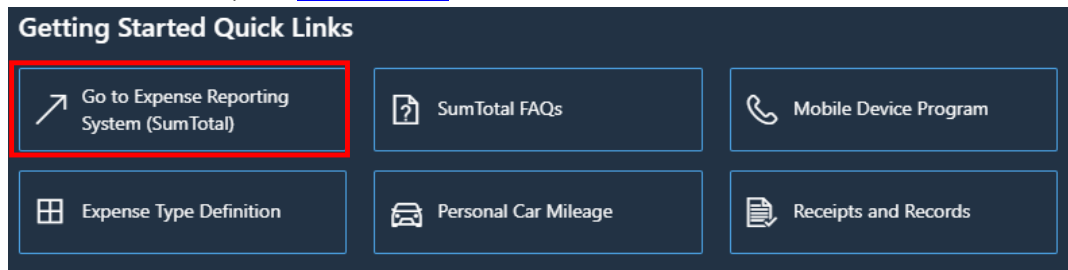 Getting Started Quick Links
Go to Expense Reporting
System (SumTotal)
SumTotal FAQs
Mobile Device Program
Expense Type Definition
Personal Car Mileage
Receipts and Records